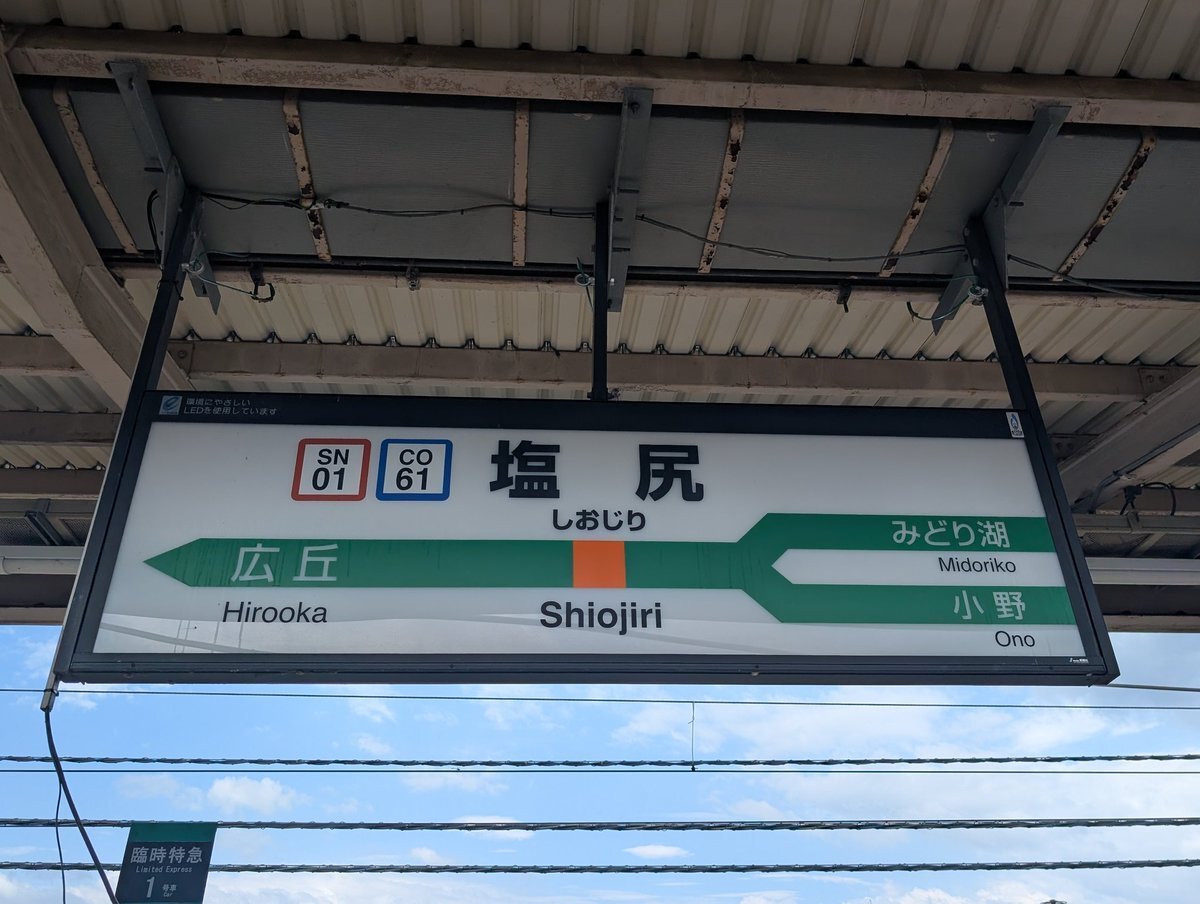 環境にやさしい
LEDを使用しています
SN
01
CO
61
塩尻
しおじり
広丘
みどり湖
Midoriko
Hirooka
Shiojiri
小野
Ono
臨時特急
Limited Express
1号車
Car